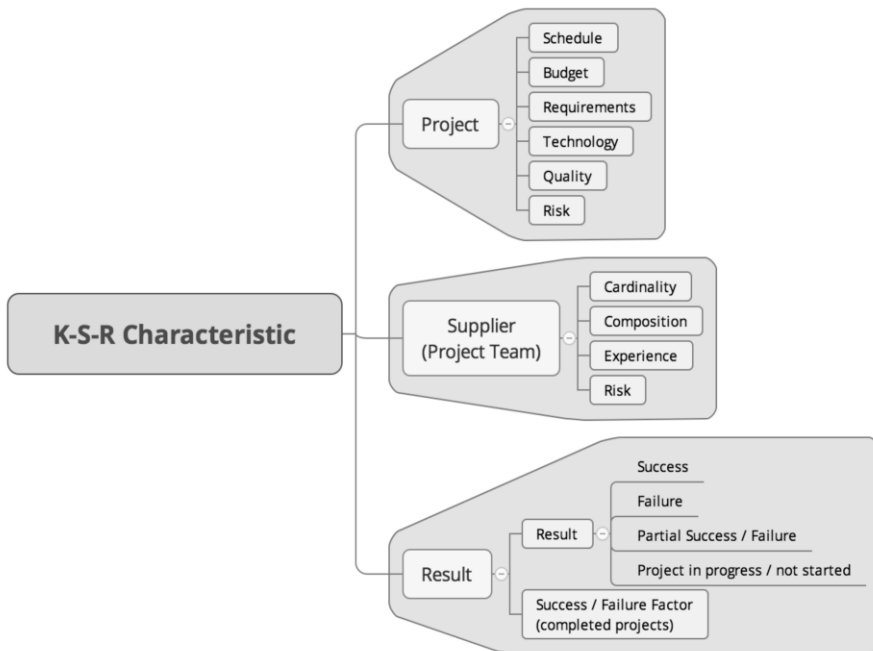 K-S-R Characteristic
Project
Schedule
Budget
Requirements
Technology
Quality
Risk
Supplier
(Project Team)
Cardinality
Composition
Experience
Risk
Result
Result
Success
Failure
Partial Success / Failure
Project in progress / not started
Success / Failure Factor
(completed projects)